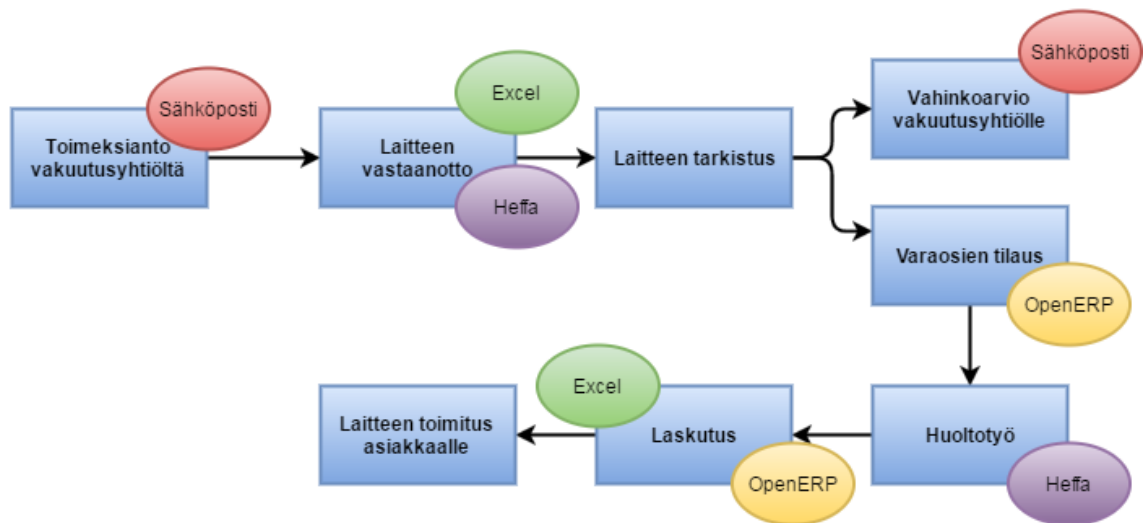 Sähköposti
Toimeksianto
vakuutusyhtiöltä
Excel
Laitteen
vastaanotto
Heffa
Laitteen tarkistus
Sähköposti
Vahinkoarvio
vakuutusyhtiölle
Varaosien tilaus
OpenERP
Huoltotyö
Heffa
Excel
Laskutus
OpenERP
Laitteen toimitus
asiakkaalle